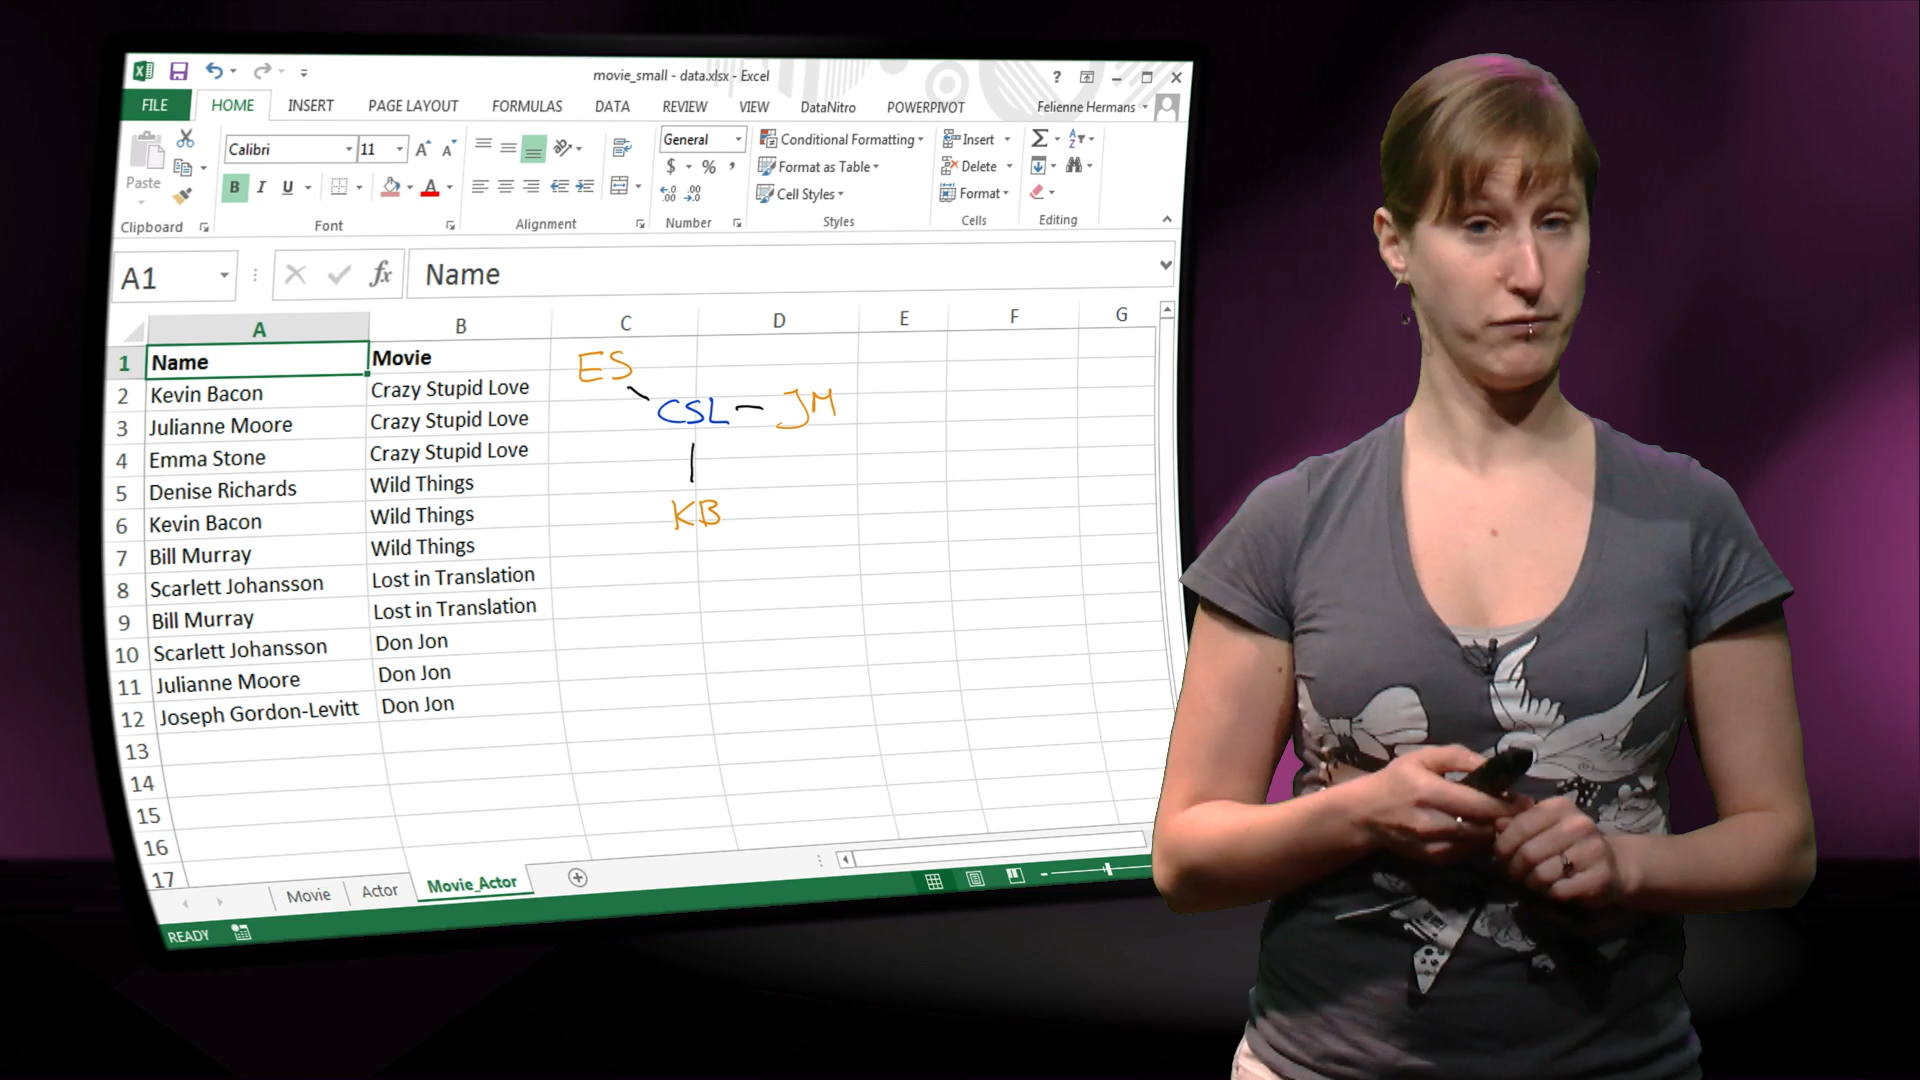 movie_small - data.xlsx - Excel
?
FILE HOME INSERT PAGE LAYOUT FORMULAS DATA REVIEW VIEW DataNitro POWERPIVOT Felienne Hermans
Paste
Calibri 11
B I U
General
$ % ,
Conditional Formatting
Format as Table
Cell Styles
Insert
Delete
Format
Clipboard Font Alignment Number Styles Cells Editing
A1 fx Name
A B C D E F G
1 Name Movie
2 Kevin Bacon Crazy Stupid Love
3 Julianne Moore Crazy Stupid Love
4 Emma Stone Crazy Stupid Love
5 Denise Richards Wild Things
6 Kevin Bacon Wild Things
7 Bill Murray Wild Things
8 Scarlett Johansson Lost in Translation
9 Bill Murray Lost in Translation
10 Scarlett Johansson Don Jon
11 Julianne Moore Don Jon
12 Joseph Gordon-Levitt Don Jon
13
14
15
16
17
ES
CSL JM
KB
Movie Actor Movie_Actor
READY